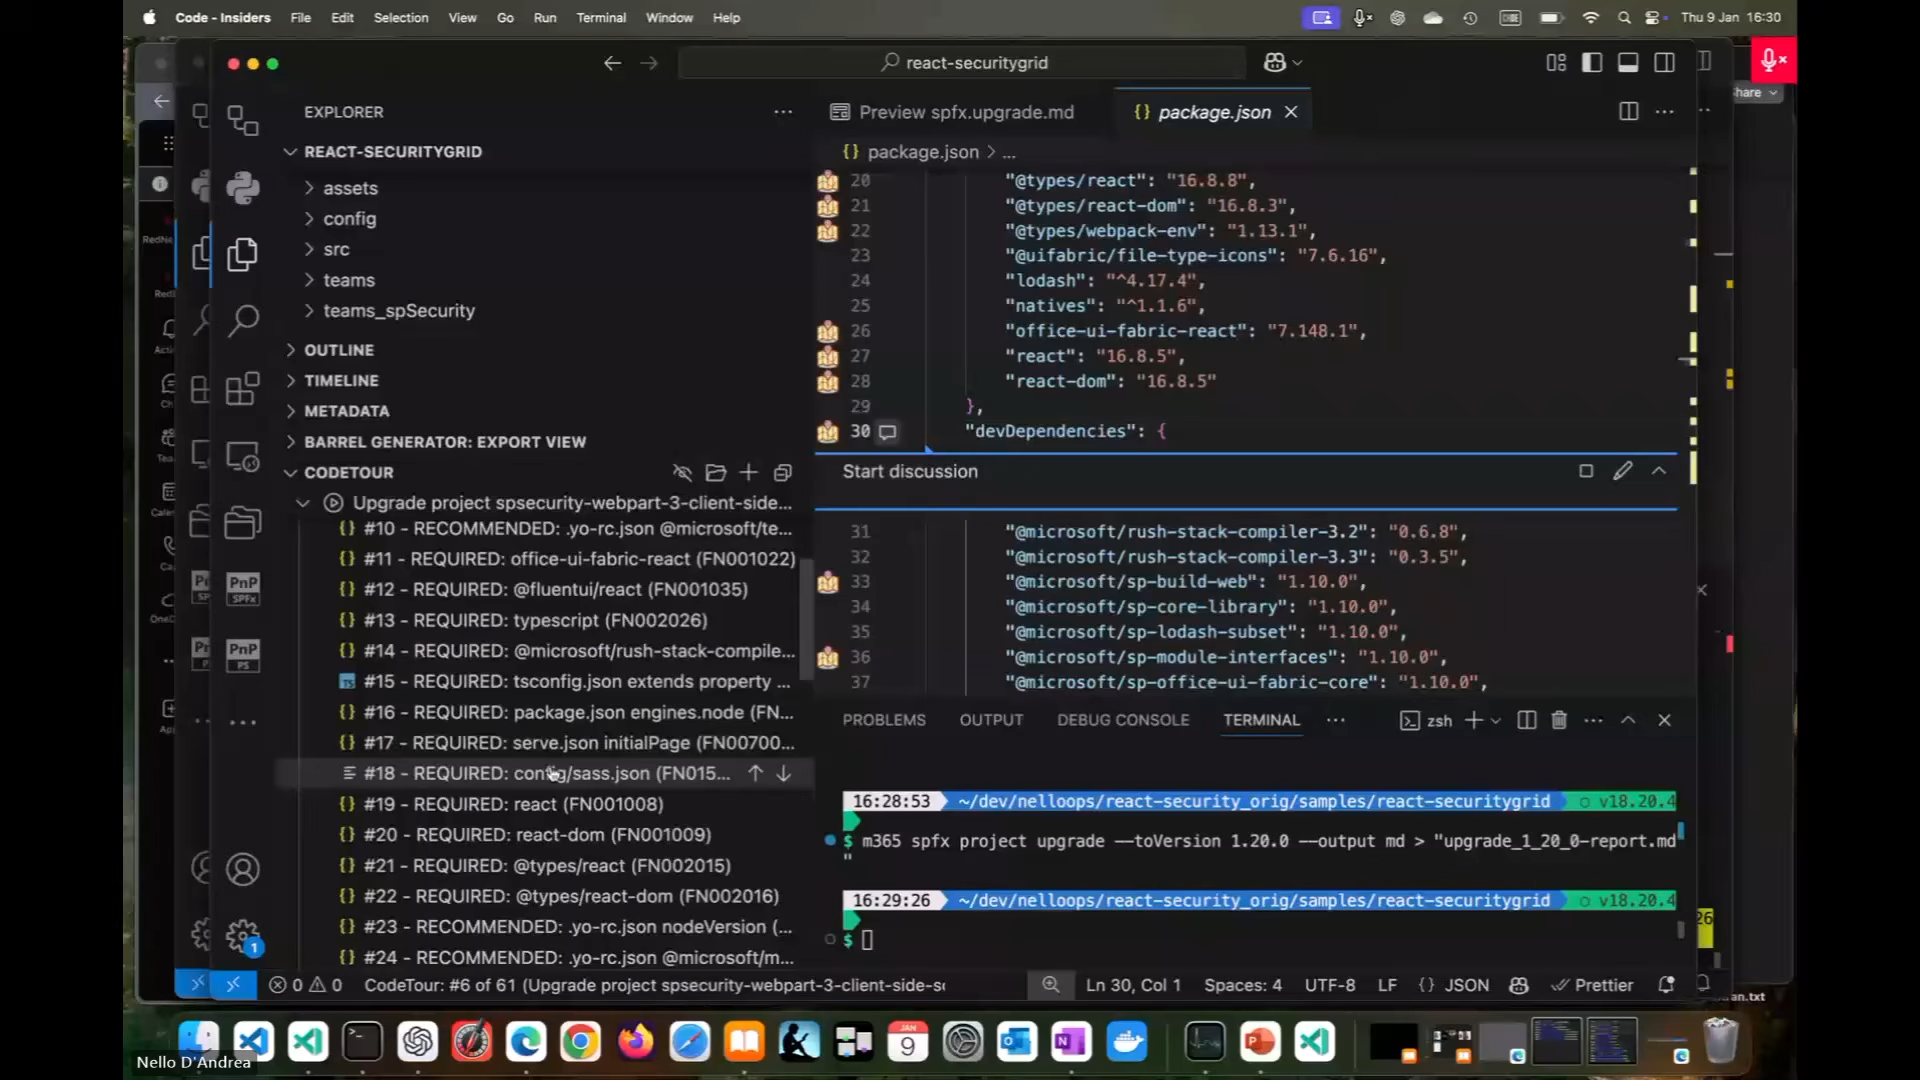 Code - Insiders File Edit Selection View Go Run Terminal Window Help Thu 9 Jan 16:30
react-securitygrid
hare
EXPLORER
REACT-SECURITYGRID
assets
config
src
teams
teams_spSecurity
OUTLINE
TIMELINE
METADATA
BARREL GENERATOR: EXPORT VIEW
CODETOUR
Upgrade project spsecurity-webpart-3-client-side...
#10 - RECOMMENDED: .yo-rc.json @microsoft/te...
#11 - REQUIRED: office-ui-fabric-react (FN001022)
#12 - REQUIRED: @fluentui/react (FN001035)
#13 - REQUIRED: typescript (FN002026)
#14 - REQUIRED: @microsoft/rush-stack-compile...
#15 - REQUIRED: tsconfig.json extends property ...
#16 - REQUIRED: package.json engines.node (FN...
#17 - REQUIRED: serve.json initialPage (FN00700...
#18 - REQUIRED: config/sass.json (FN015...
#19 - REQUIRED: react (FN001008)
#20 - REQUIRED: react-dom (FN001009)
#21 - REQUIRED: @types/react (FN002015)
#22 - REQUIRED: @types/react-dom (FN002016)
#23 - RECOMMENDED: .yo-rc.json nodeVersion (...
#24 - RECOMMENDED: .yo-rc.json @microsoft/m...
PnP SPFx
PnP PS
1
Preview spfx.upgrade.md {} package.json
{} package.json > ...
20 "@types/react": "16.8.8",
21 "@types/react-dom": "16.8.3",
22 "@types/webpack-env": "1.13.1",
23 "@uifabric/file-type-icons": "7.6.16",
24 "lodash": "^4.17.4",
25 "natives": "^1.1.6",
26 "office-ui-fabric-react": "7.148.1",
27 "react": "16.8.5",
28 "react-dom": "16.8.5"
29 },
30 "devDependencies": {
Start discussion
31 "@microsoft/rush-stack-compiler-3.2": "0.6.8",
32 "@microsoft/rush-stack-compiler-3.3": "0.3.5",
33 "@microsoft/sp-build-web": "1.10.0",
34 "@microsoft/sp-core-library": "1.10.0",
35 "@microsoft/sp-lodash-subset": "1.10.0",
36 "@microsoft/sp-module-interfaces": "1.10.0",
37 "@microsoft/sp-office-ui-fabric-core": "1.10.0",
PROBLEMS OUTPUT DEBUG CONSOLE TERMINAL ... zsh
16:28:53 ~/dev/nelloops/react-security_orig/samples/react-securitygrid v18.20.4
$ m365 spfx project upgrade --toVersion 1.20.0 --output md > "upgrade_1_20_0-report.md
"
16:29:26 ~/dev/nelloops/react-security_orig/samples/react-securitygrid v18.20.4
$
26
0 0 CodeTour: #6 of 61 (Upgrade project spsecurity-webpart-3-client-side-s Ln 30, Col 1 Spaces: 4 UTF-8 LF {} JSON Prettier
an.txt
JAN
9
Nello D'Andrea